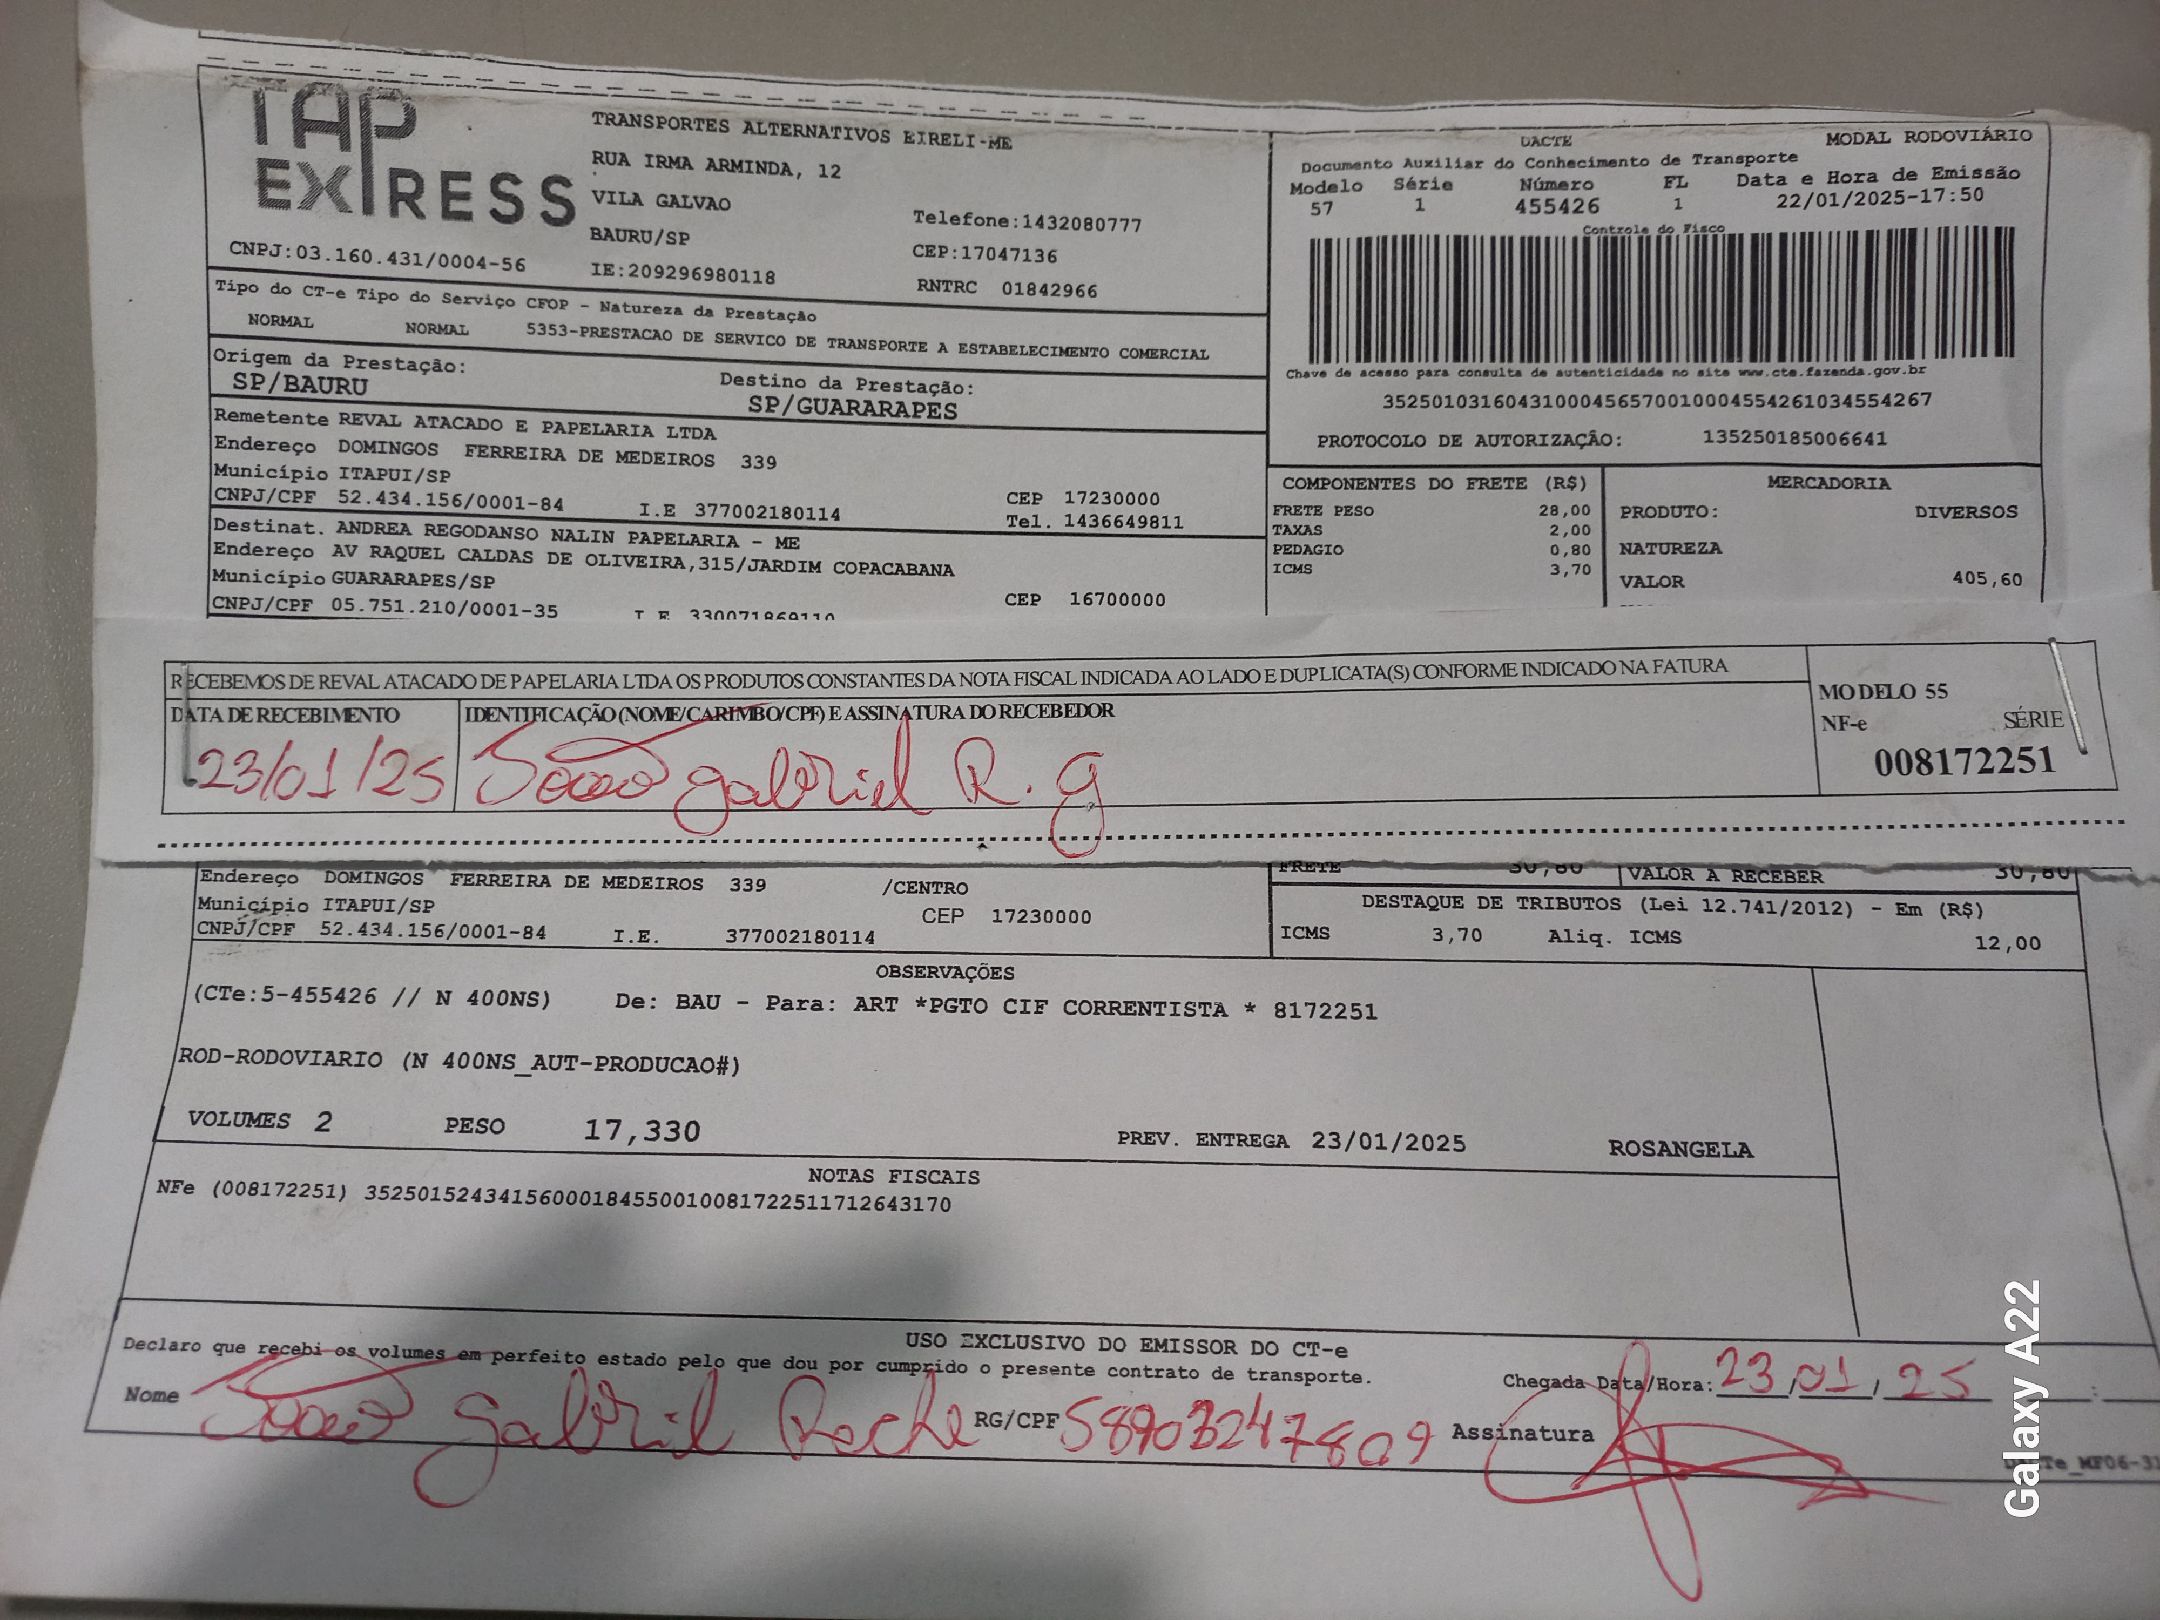 TAP EXPRESS
TRANSPORTES ALTERNATIVOS EIRELI-ME
RUA IRMA ARMINDA, 12
VILA GALVAO
BAURU/SP
IE:209296980118
Telefone:1432080777
CEP:17047136
RNTRC 01842966
CNPJ:03.160.431/0004-56
DACTE
MODAL RODOVIÁRIO
Documento Auxiliar do Conhecimento de Transporte
Modelo Série Número FL Data e Hora de Emissão
57 1 455426 1 22/01/2025-17:50
Controle do Fisco
Chave de acesso para consulta de autenticidade no site www.cte.fazenda.gov.br
35250103160431000456570010004554261034554267
PROTOCOLO DE AUTORIZAÇÃO: 135250185006641
Tipo do CT-e Tipo do Serviço CFOP - Natureza da Prestação
NORMAL NORMAL 5353-PRESTACAO DE SERVICO DE TRANSPORTE A ESTABELECIMENTO COMERCIAL
Origem da Prestação: Destino da Prestação:
SP/BAURU SP/GUARARAPES
Remetente REVAL ATACADO E PAPELARIA LTDA
Endereço DOMINGOS FERREIRA DE MEDEIROS 339
Município ITAPUI/SP
CNPJ/CPF 52.434.156/0001-84 I.E 377002180114
CEP 17230000
Tel. 1436649811
Destinat. ANDREA REGODANSO NALIN PAPELARIA - ME
Endereço AV RAQUEL CALDAS DE OLIVEIRA,315/JARDIM COPACABANA
Município GUARARAPES/SP
CNPJ/CPF 05.751.210/0001-35 I E 330071869110
CEP 16700000
COMPONENTES DO FRETE (R$)
FRETE PESO 28,00
TAXAS 2,00
PEDAGIO 0,80
ICMS 3,70
MERCADORIA
PRODUTO: DIVERSOS
NATUREZA
VALOR 405,60
RECEBEMOS DE REVAL ATACADO DE PAPELARIA LTDA OS PRODUTOS CONSTANTES DA NOTA FISCAL INDICADA AO LADO E DUPLICATA(S) CONFORME INDICADO NA FATURA
DATA DE RECEBIMENTO IDENTIFICAÇÃO (NOME/CARIMBO/CPF) E ASSINATURA DO RECEBEDOR
23/01/25 João gabriel R. g
MODELO 55
NF-e SÉRIE
008172251
Endereço DOMINGOS FERREIRA DE MEDEIROS 339 /CENTRO
Município ITAPUI/SP CEP 17230000
CNPJ/CPF 52.434.156/0001-84 I.E. 377002180114
FRETE 30,80 VALOR A RECEBER 30,80
DESTAQUE DE TRIBUTOS (Lei 12.741/2012) - Em (R$)
ICMS 3,70 Aliq. ICMS 12,00
OBSERVAÇÕES
(CTe:5-455426 // N 400NS) De: BAU - Para: ART *PGTO CIF CORRENTISTA * 8172251
ROD-RODOVIARIO (N 400NS_AUT-PRODUCAO#)
VOLUMES 2 PESO 17,330 PREV. ENTREGA 23/01/2025 ROSANGELA
NOTAS FISCAIS
NFe (008172251) 35250152434156000184550010081722511712643170
USO EXCLUSIVO DO EMISSOR DO CT-e
Declaro que recebi os volumes em perfeito estado pelo que dou por cumprido o presente contrato de transporte.
Chegada Data/Hora: 23/01/25 :
Nome João Gabriel Roche RG/CPF 58903247809 Assinatura
Galaxy A22